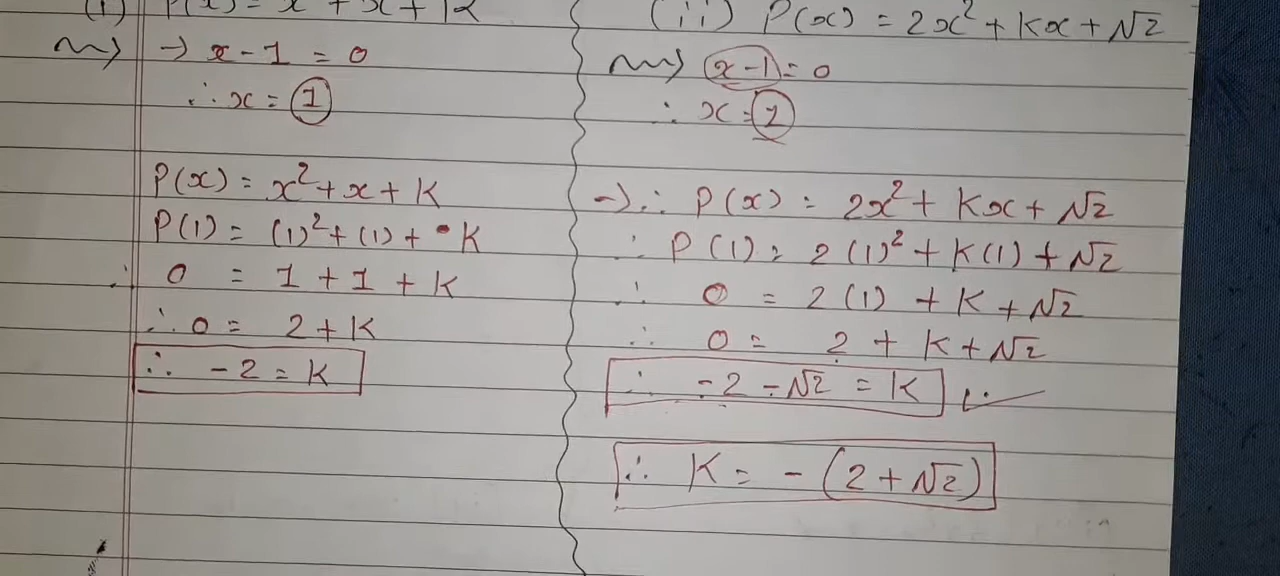 (i) P(x) = x² + x + K
→ x - 1 = 0
∴ x = 1
P(x) = x² + x + K
P(1) = (1)² + (1) + K
∴ 0 = 1 + 1 + K
∴ 0 = 2 + K
∴ -2 = K
(ii) P(x) = 2x² + Kx + √2
x - 1 = 0
∴ x = 1
→ ∴ P(x) = 2x² + Kx + √2
∴ P(1) = 2(1)² + K(1) + √2
∴ 0 = 2(1) + K + √2
∴ 0 = 2 + K + √2
∴ -2 - √2 = K
∴ K = -(2 + √2)